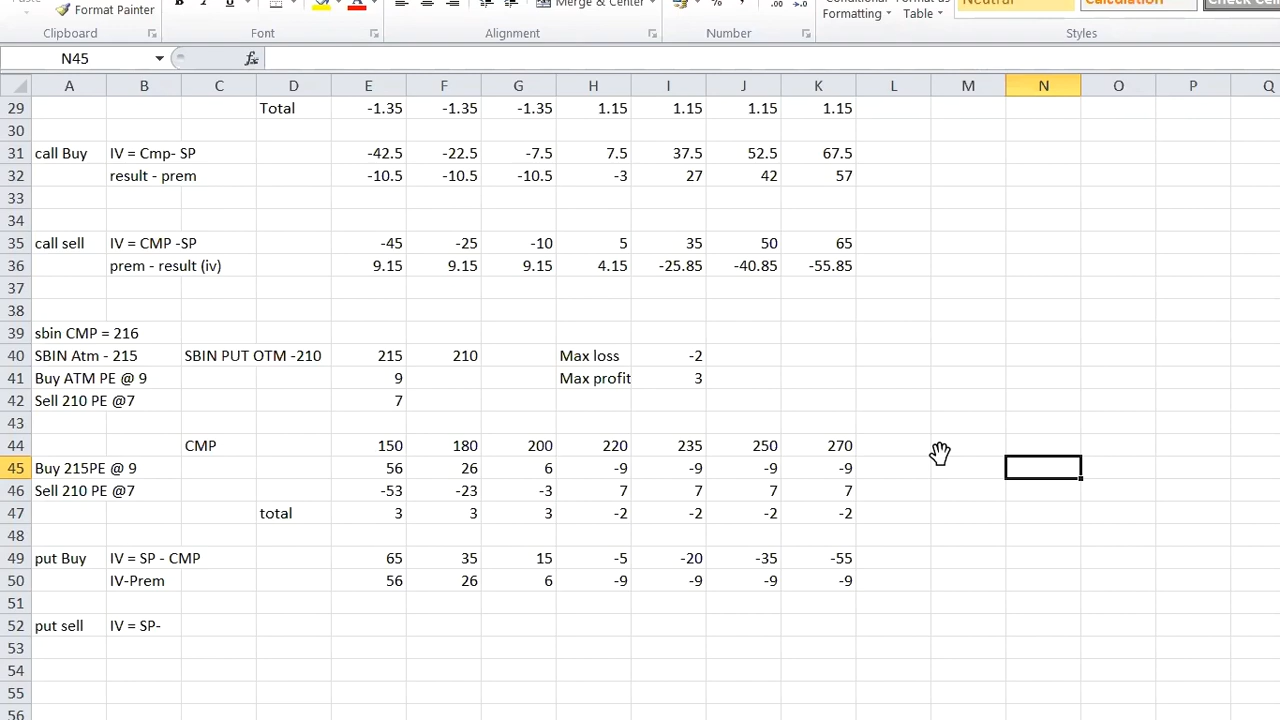 Format Painter
Merge & Center
%
.00
.0
Conditional
Format as
Formatting
Table
Neutral
Calculation
Check Cell
Clipboard
Font
Alignment
Number
Styles
N45
fx
A B C D E F G H I J K L M N O P Q
29 Total -1.35 -1.35 -1.35 1.15 1.15 1.15 1.15
30
31 call Buy IV = Cmp- SP -42.5 -22.5 -7.5 7.5 37.5 52.5 67.5
32 result - prem -10.5 -10.5 -10.5 -3 27 42 57
33
34
35 call sell IV = CMP -SP -45 -25 -10 5 35 50 65
36 prem - result (iv) 9.15 9.15 9.15 4.15 -25.85 -40.85 -55.85
37
38
39 sbin CMP = 216
40 SBIN Atm - 215 SBIN PUT OTM -210 215 210 Max loss -2
41 Buy ATM PE @ 9 9 Max profit 3
42 Sell 210 PE @7 7
43
44 CMP 150 180 200 220 235 250 270
45 Buy 215PE @ 9 56 26 6 -9 -9 -9 -9
46 Sell 210 PE @7 -53 -23 -3 7 7 7 7
47 total 3 3 3 -2 -2 -2 -2
48
49 put Buy IV = SP - CMP 65 35 15 -5 -20 -35 -55
50 IV-Prem 56 26 6 -9 -9 -9 -9
51
52 put sell IV = SP-
53
54
55
56